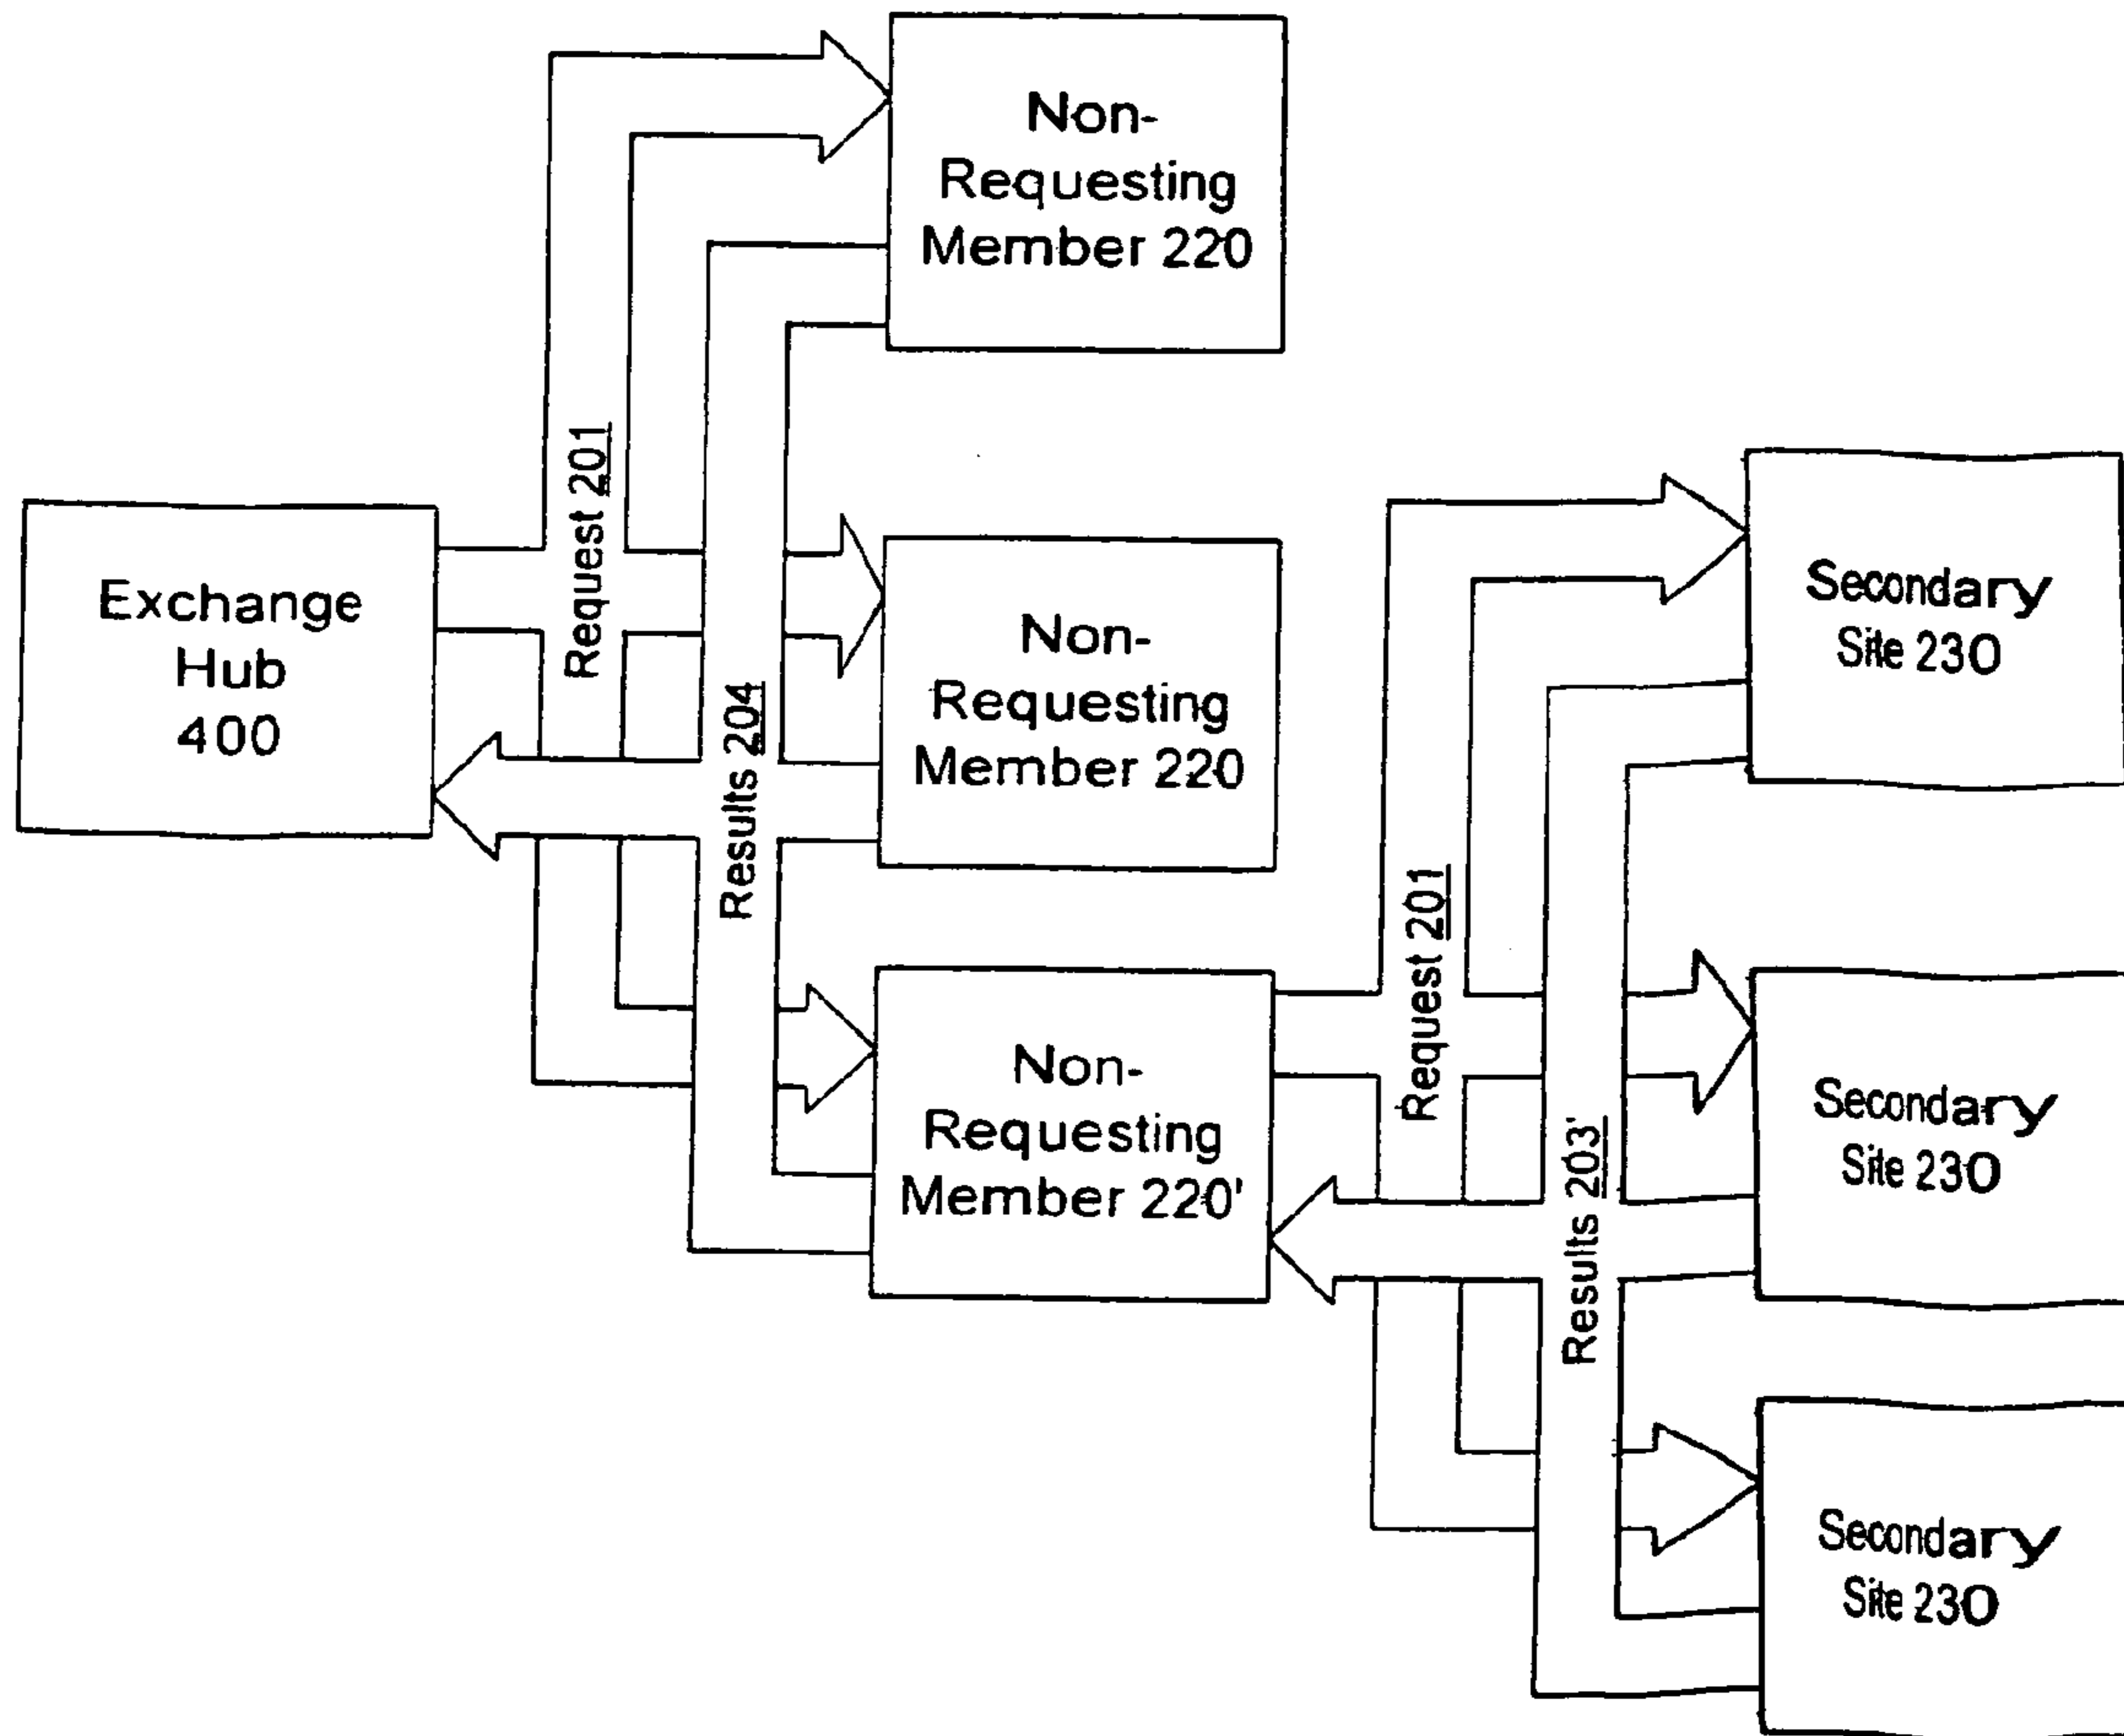 Non-
Requesting
Member 220
Request 201
Exchange
Hub
400
Results 204
Non-
Requesting
Member 220
Secondary
Site 230
Non-
Requesting
Member 220'
Request 201
Results 203'
Secondary
Site 230
Secondary
Site 230